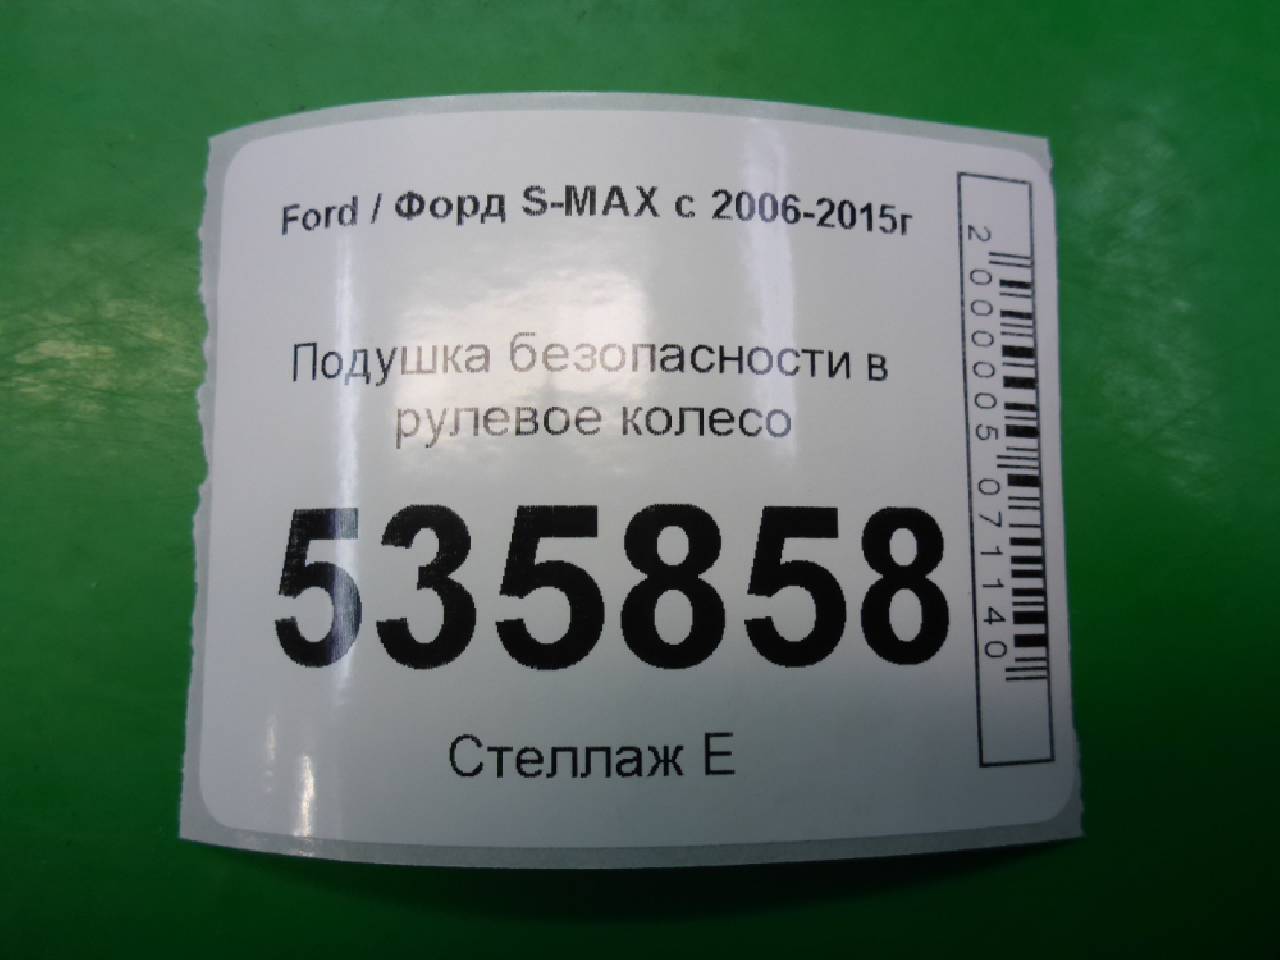 Ford / Форд S-MAX с 2006-2015г
Подушка безопасности в
рулевое колесо
535858
Стеллаж Е
2000005071140